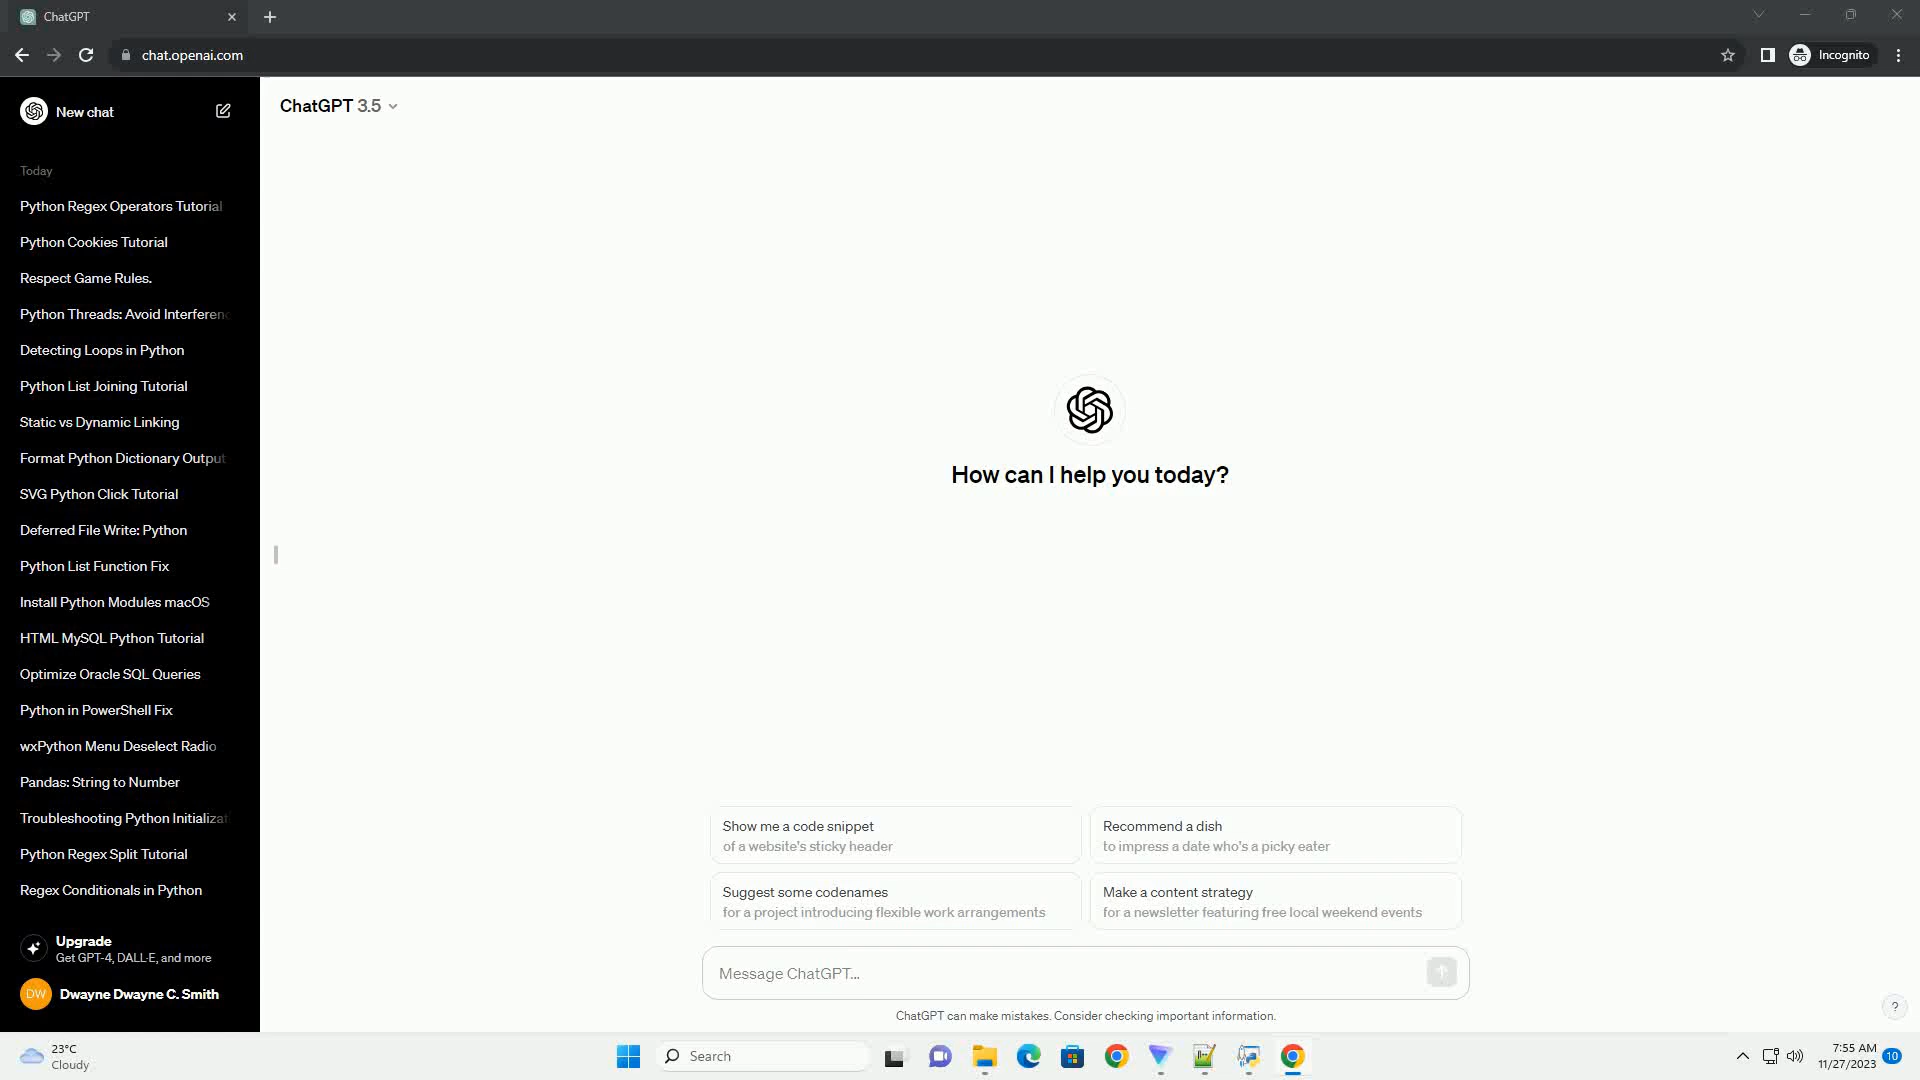 ChatGPT
chat.openai.com
Incognito
New chat
ChatGPT 3.5
Today
Python Regex Operators Tutorial
Python Cookies Tutorial
Respect Game Rules.
Python Threads: Avoid Interferenc
Detecting Loops in Python
Python List Joining Tutorial
Static vs Dynamic Linking
Format Python Dictionary Output
SVG Python Click Tutorial
Deferred File Write: Python
Python List Function Fix
Install Python Modules macOS
HTML MySQL Python Tutorial
Optimize Oracle SQL Queries
Python in PowerShell Fix
wxPython Menu Deselect Radio
Pandas: String to Number
Troubleshooting Python Initializat
Python Regex Split Tutorial
Regex Conditionals in Python
Upgrade
Get GPT-4, DALL·E, and more
DW
Dwayne Dwayne C. Smith
How can I help you today?
Show me a code snippet
of a website's sticky header
Recommend a dish
to impress a date who's a picky eater
Suggest some codenames
for a project introducing flexible work arrangements
Make a content strategy
for a newsletter featuring free local weekend events
Message ChatGPT...
ChatGPT can make mistakes. Consider checking important information.
?
23°C
Cloudy
Search
7:55 AM
11/27/2023
10